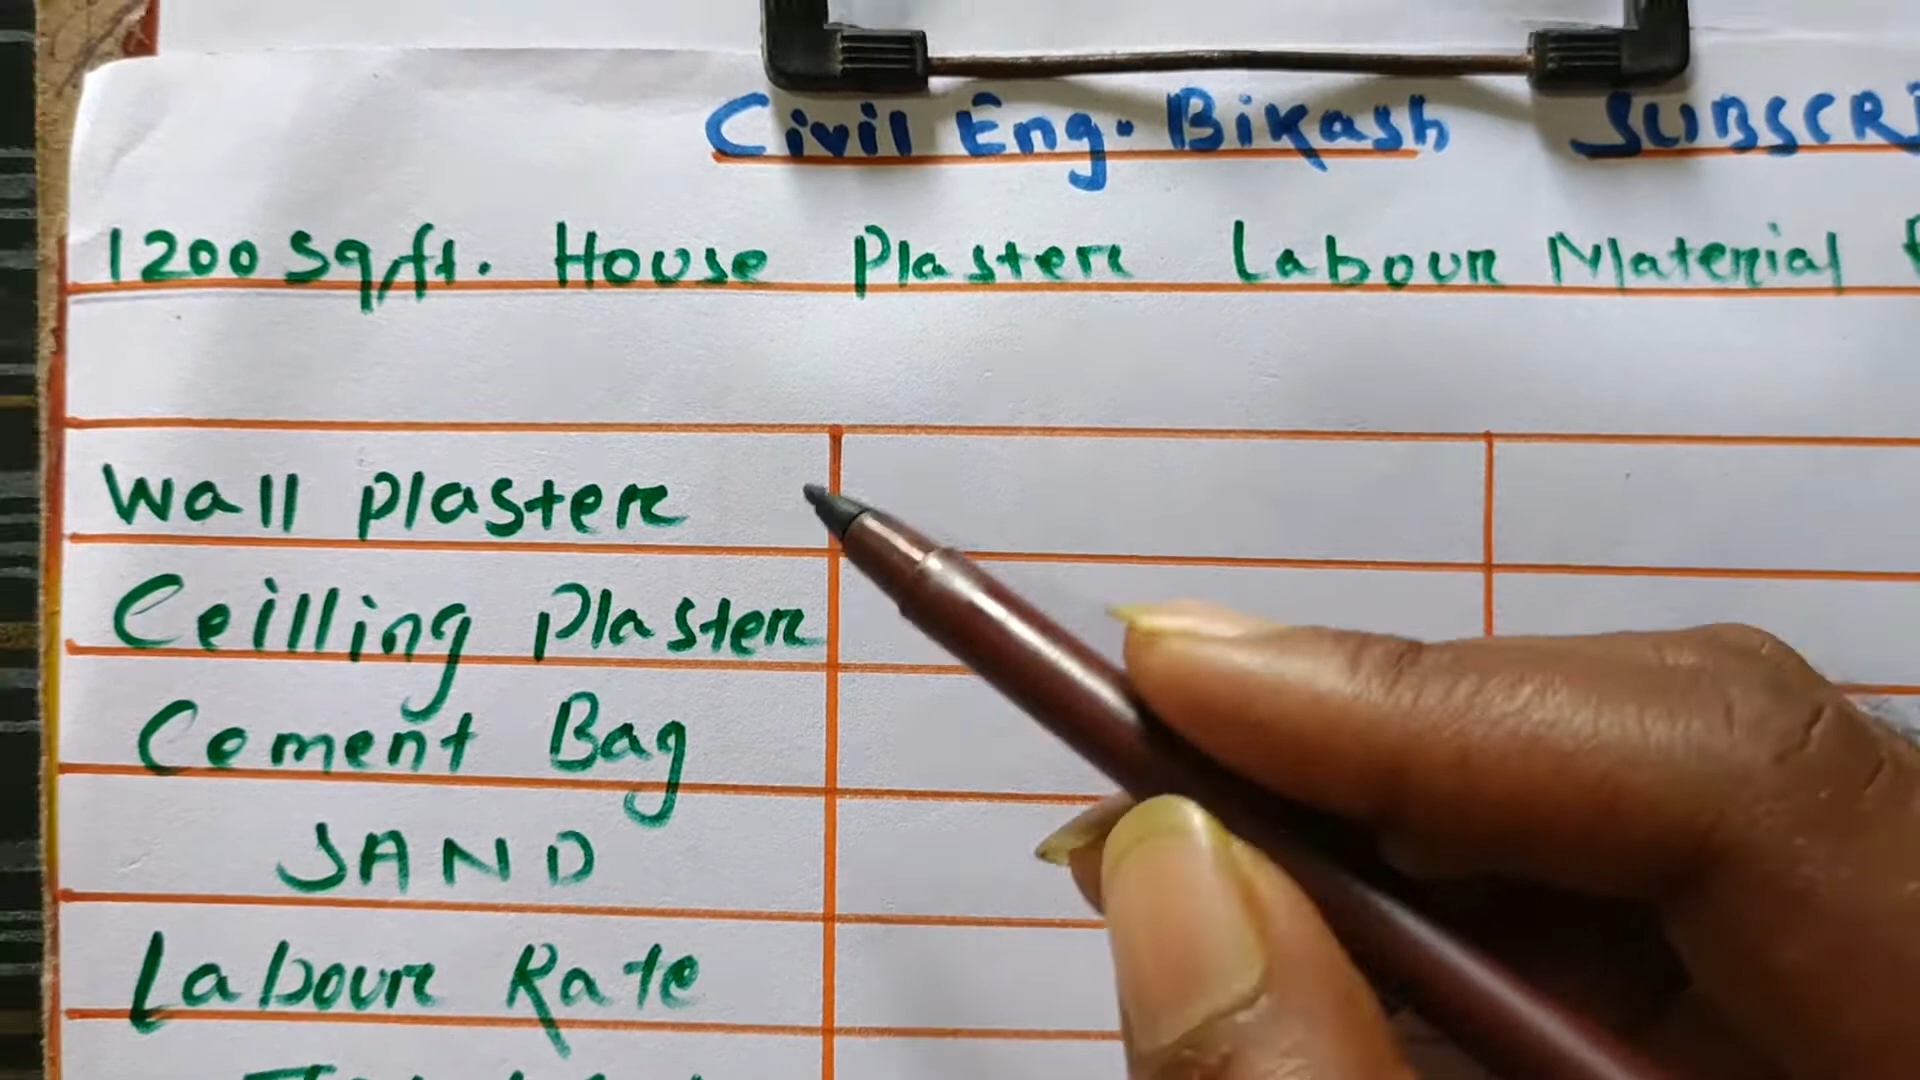 Civil Eng. Bikash SUBSCRI
1200 Sq/ft. House Plaster Labour Material
Wall Plaster
Ceilling Plaster
Cement Bag
SAND
Labour Rate